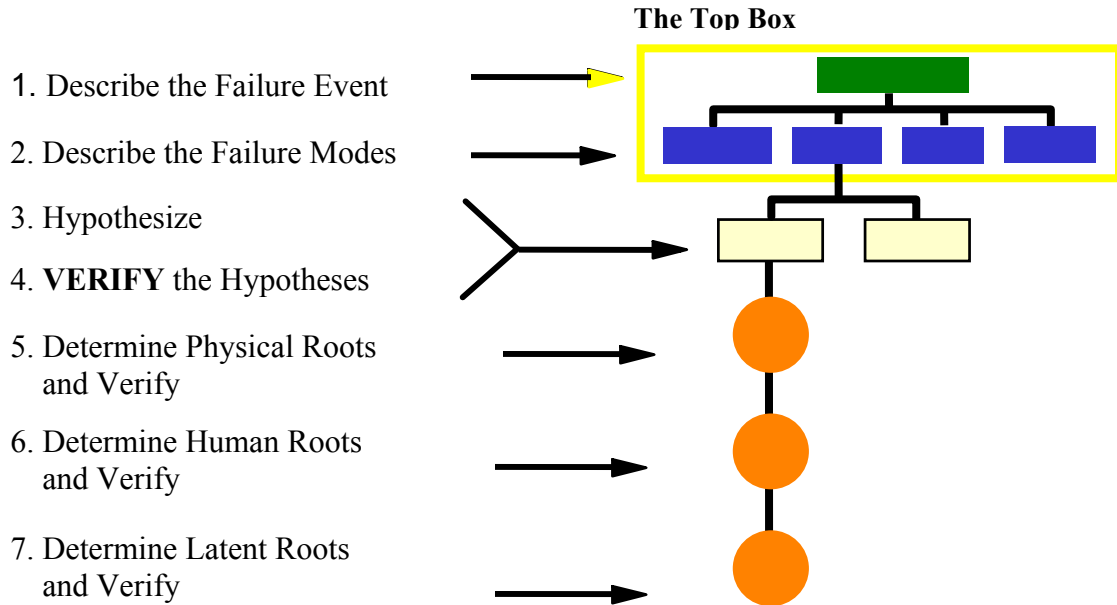 The Top Box
1. Describe the Failure Event
2. Describe the Failure Modes
3. Hypothesize
4. VERIFY the Hypotheses
5. Determine Physical Roots
and Verify
6. Determine Human Roots
and Verify
7. Determine Latent Roots
and Verify